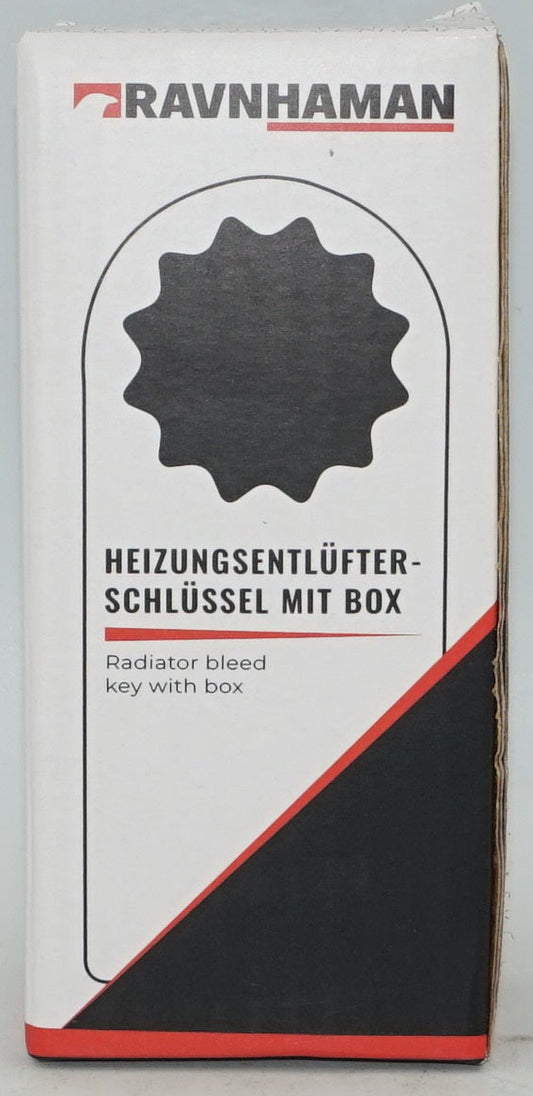 RAVNHAMAN
HEIZUNGSENTLÜFTER-
SCHLÜSSEL MIT BOX
Radiator bleed
key with box